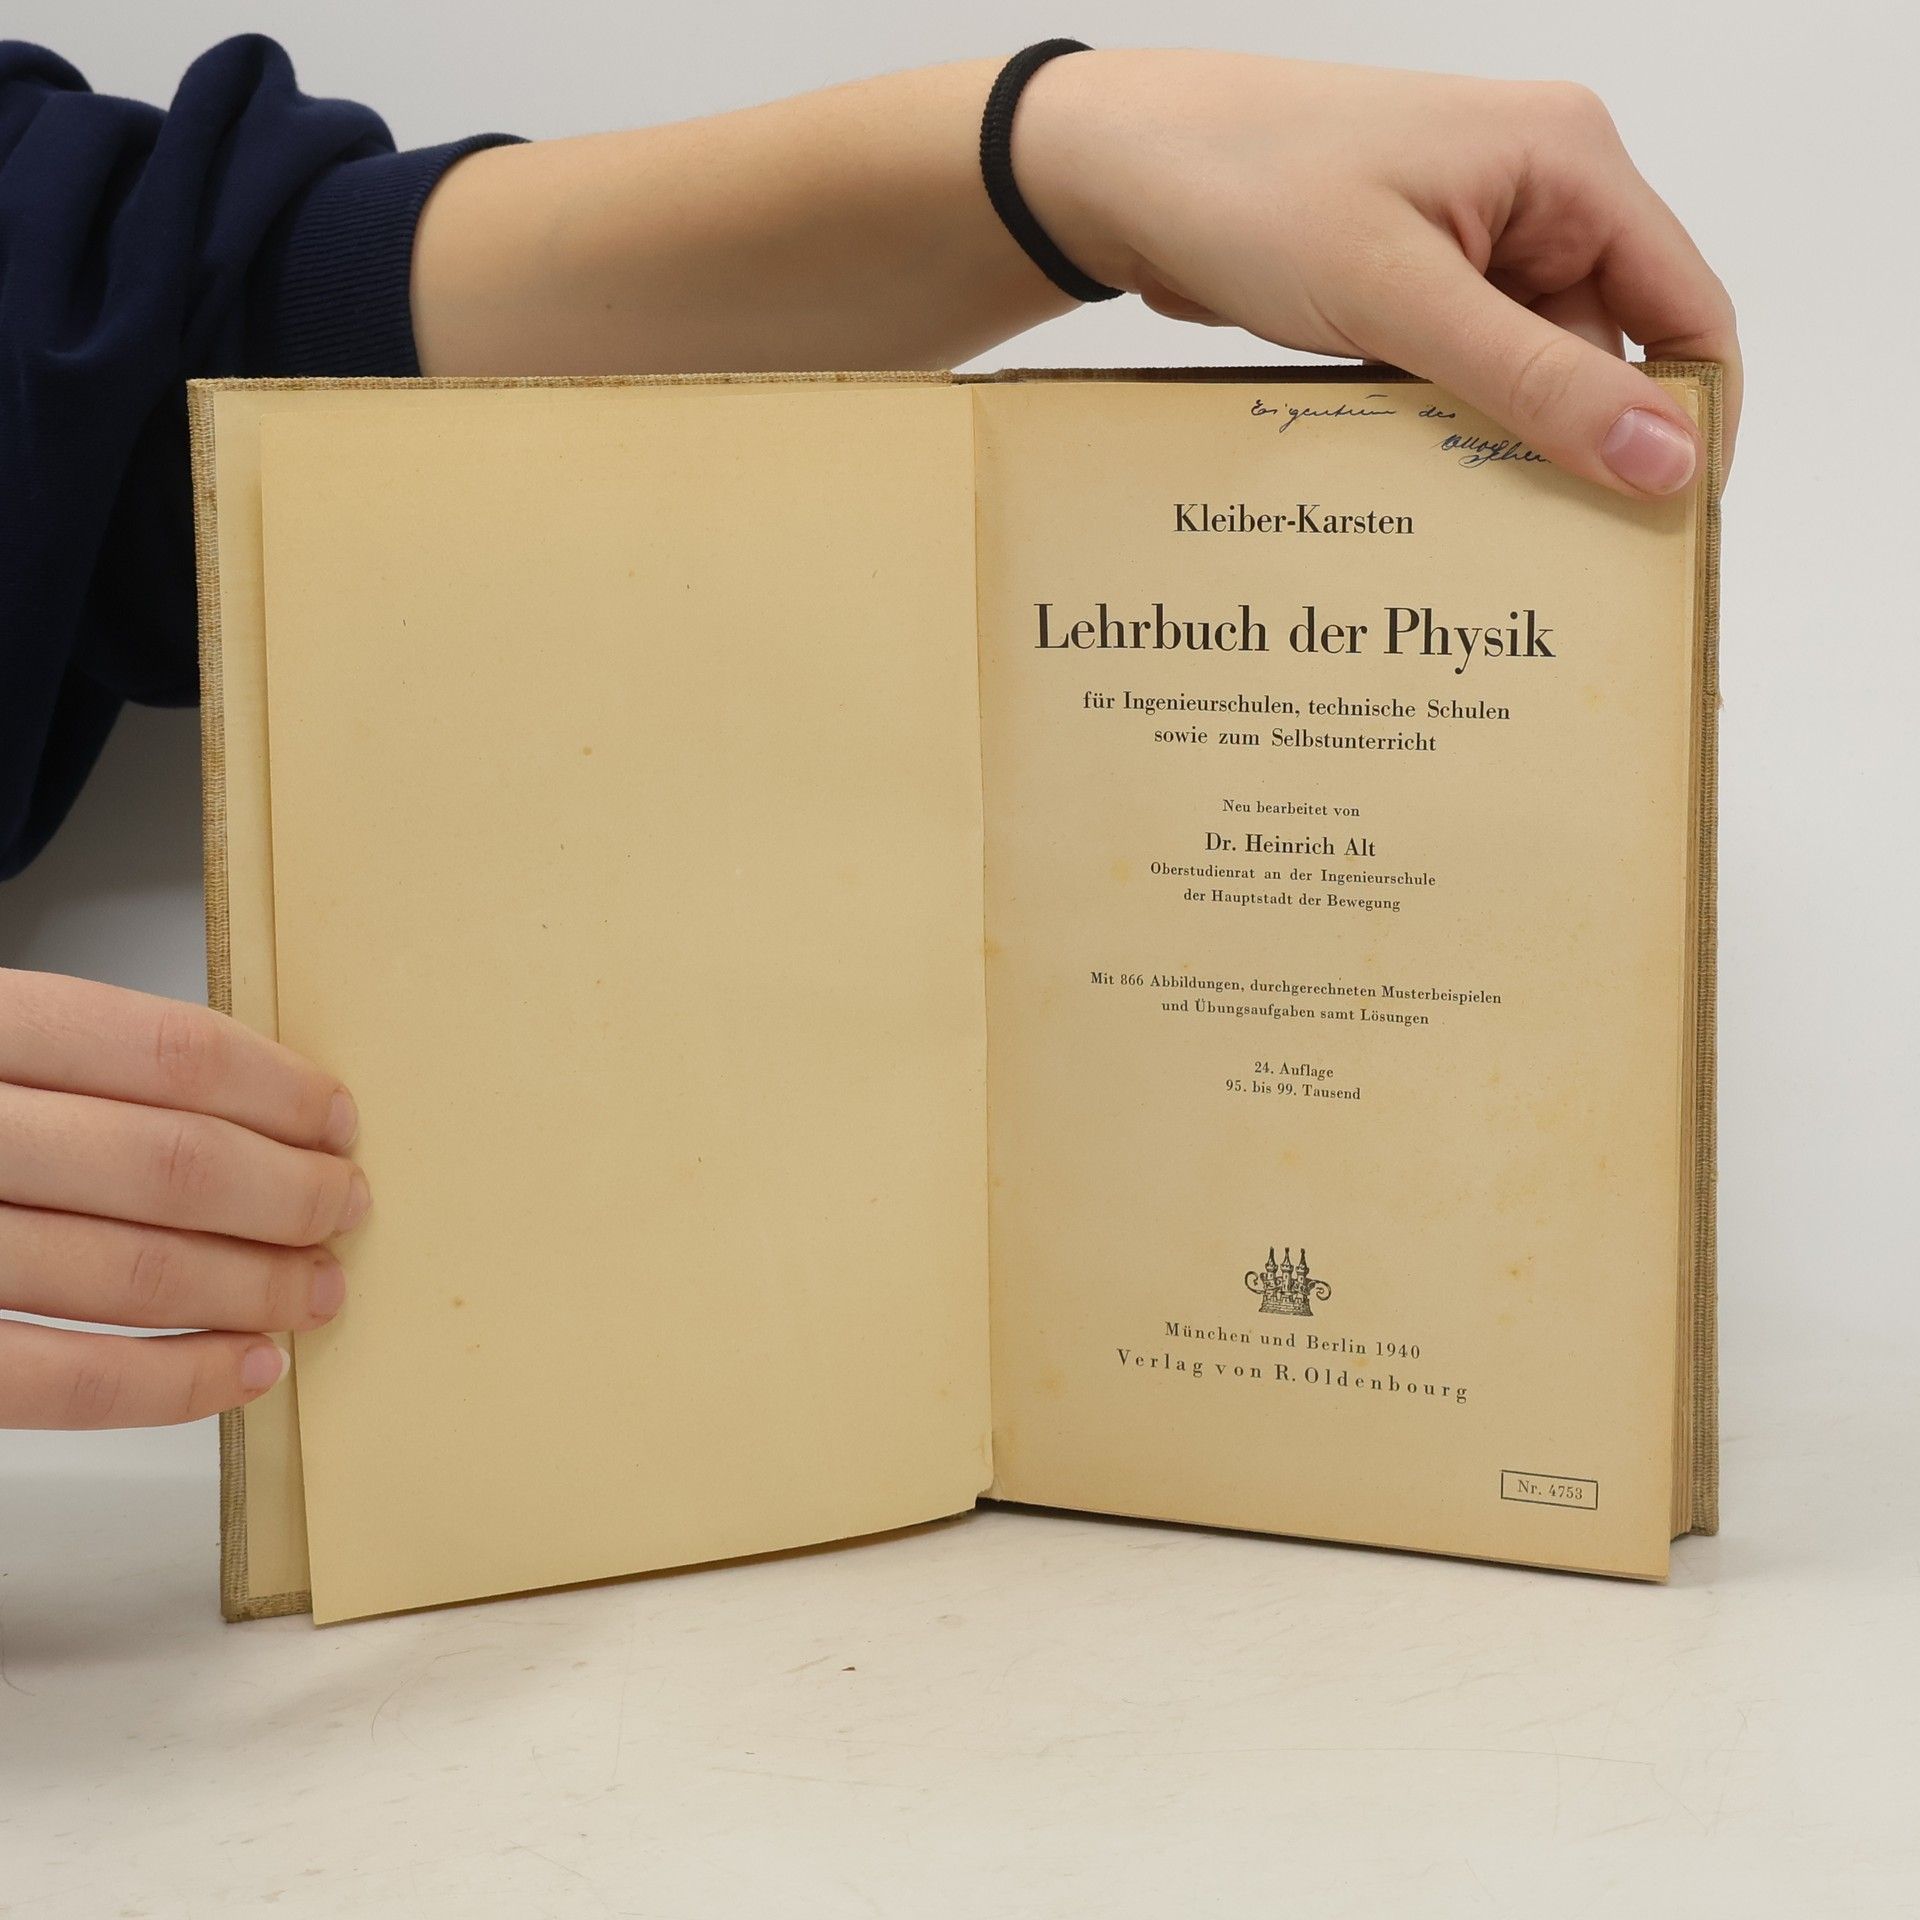 Eigentum des
Kleiber-Karsten
Lehrbuch der Physik
für Ingenieurschulen, technische Schulen
sowie zum Selbstunterricht
Neu bearbeitet von
Dr. Heinrich Alt
Oberstudienrat an der Ingenieurschule
der Hauptstadt der Bewegung
Mit 866 Abbildungen, durchgerechneten Musterbeispielen
und Übungsaufgaben samt Lösungen
24. Auflage
95. bis 99. Tausend
München und Berlin 1940
Verlag von R. Oldenbourg
Nr. 4753